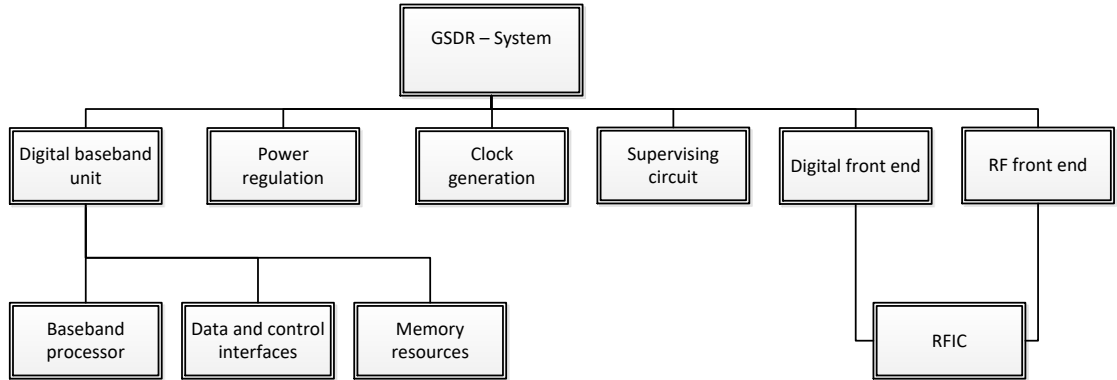 GSDR – System
Digital baseband
unit
Power
regulation
Clock
generation
Supervising
circuit
Digital front end
RF front end
Baseband
processor
Data and control
interfaces
Memory
resources
RFIC